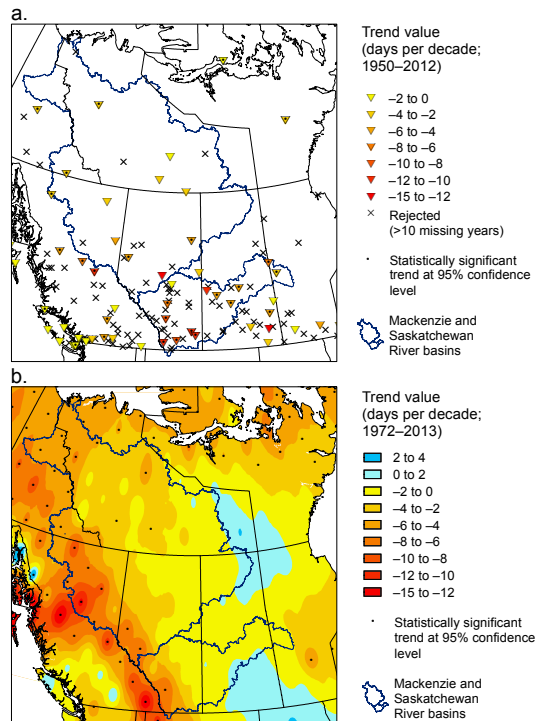 a.
Trend value
(days per decade;
1950–2012)
–2 to 0
–4 to –2
–6 to –4
–8 to –6
–10 to –8
–12 to –10
–15 to –12
Rejected
(>10 missing years)
Statistically significant
trend at 95% confidence
level
Mackenzie and
Saskatchewan
River basins
b.
Trend value
(days per decade;
1972–2013)
2 to 4
0 to 2
–2 to 0
–4 to –2
–6 to –4
–8 to –6
–10 to –8
–12 to –10
–15 to –12
Statistically significant
trend at 95% confidence
level
Mackenzie and
Saskatchewan
River basins